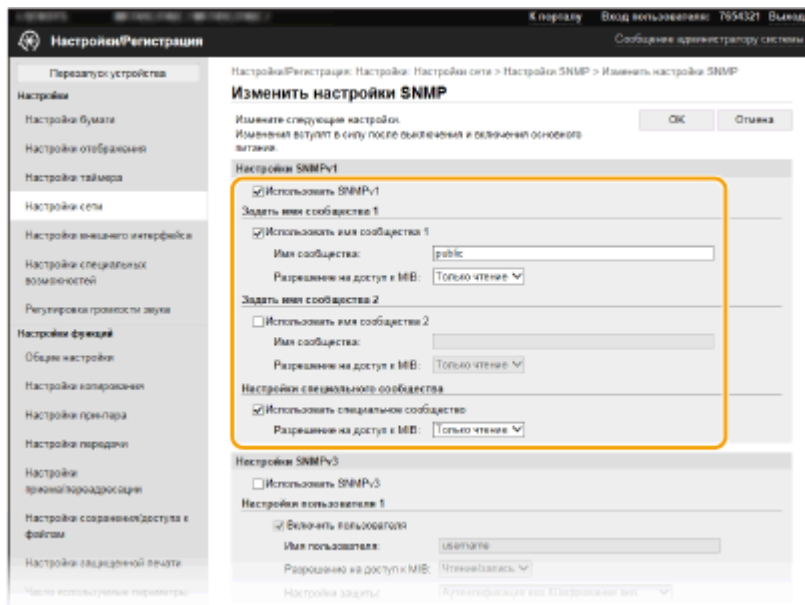 К порталу Вход пользователя: 7654321 Выход
Настройки/Регистрация
Сообщение администратору системы
Перезапуск устройства
Настройки
Настройки бумаги
Настройки отображения
Настройки таймера
Настройки сети
Настройки внешнего интерфейса
Настройки специальных
возможностей
Регулировка громкости звука
Настройки функций
Общие настройки
Настройки копирования
Настройки принтера
Настройки передачи
Настройки
приема/переадресации
Настройки сохранения/доступа к
файлам
Настройки защищенной печати
Настройки/Регистрация: Настройки: Настройки сети > Настройки SNMP > Изменить настройки SNMP
Изменить настройки SNMP
Измените следующие настройки.
Изменения вступят в силу после выключения и включения основного
питания.
OK Отмена
Настройки SNMPv1
Использовать SNMPv1
Задать имя сообщества 1
Использовать имя сообщества 1
Имя сообщества: public
Разрешение на доступ к MIB: Только чтение
Задать имя сообщества 2
Использовать имя сообщества 2
Имя сообщества:
Разрешение на доступ к MIB: Только чтение
Настройки специального сообщества
Использовать специальное сообщество
Разрешение на доступ к MIB: Только чтение
Настройки SNMPv3
Использовать SNMPv3
Настройки пользователя 1
Включить пользователя
Имя пользователя: username
Разрешение на доступ к MIB: Чтение/запись
Настройки защиты: